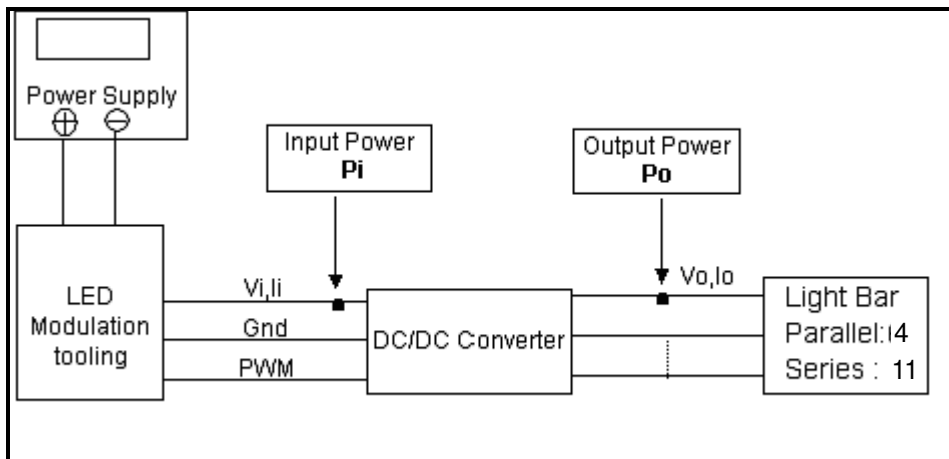 Power Supply
Input Power
Pi
Output Power
Po
LED
Modulation
tooling
Vi,Ii
Gnd
PWM
DC/DC Converter
Vo,Io
Light Bar
Parallel: 4
Series : 11